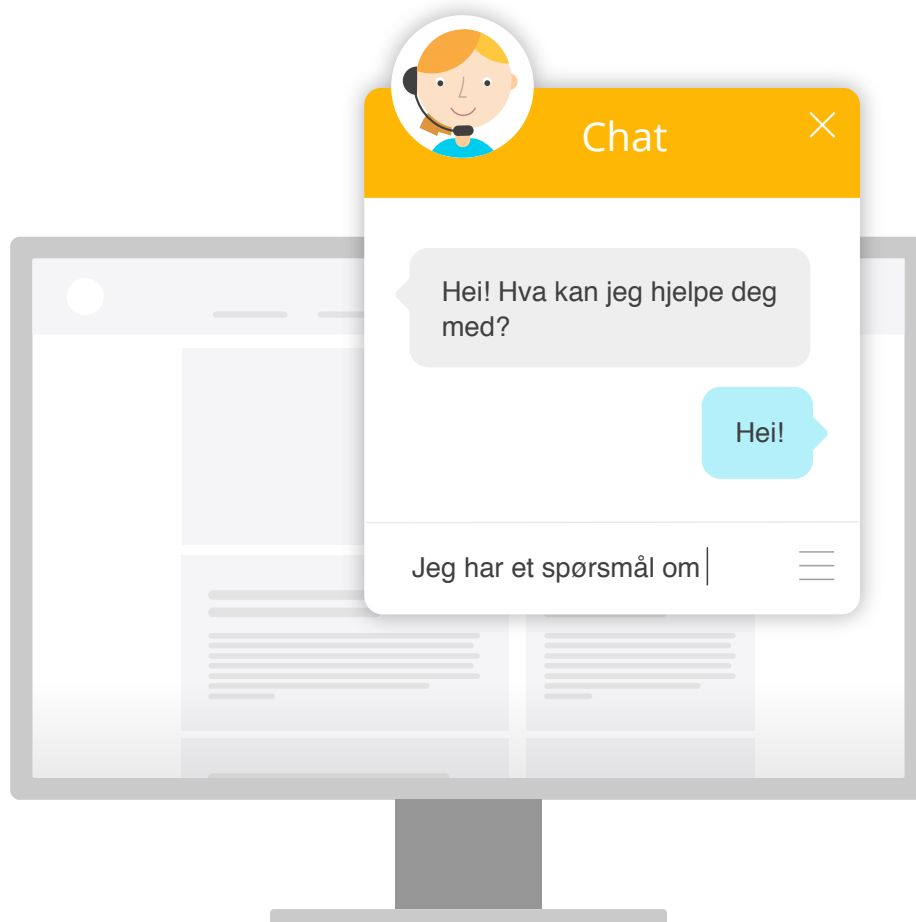 Chat
Hei! Hva kan jeg hjelpe deg
med?
Hei!
Jeg har et spørsmål om